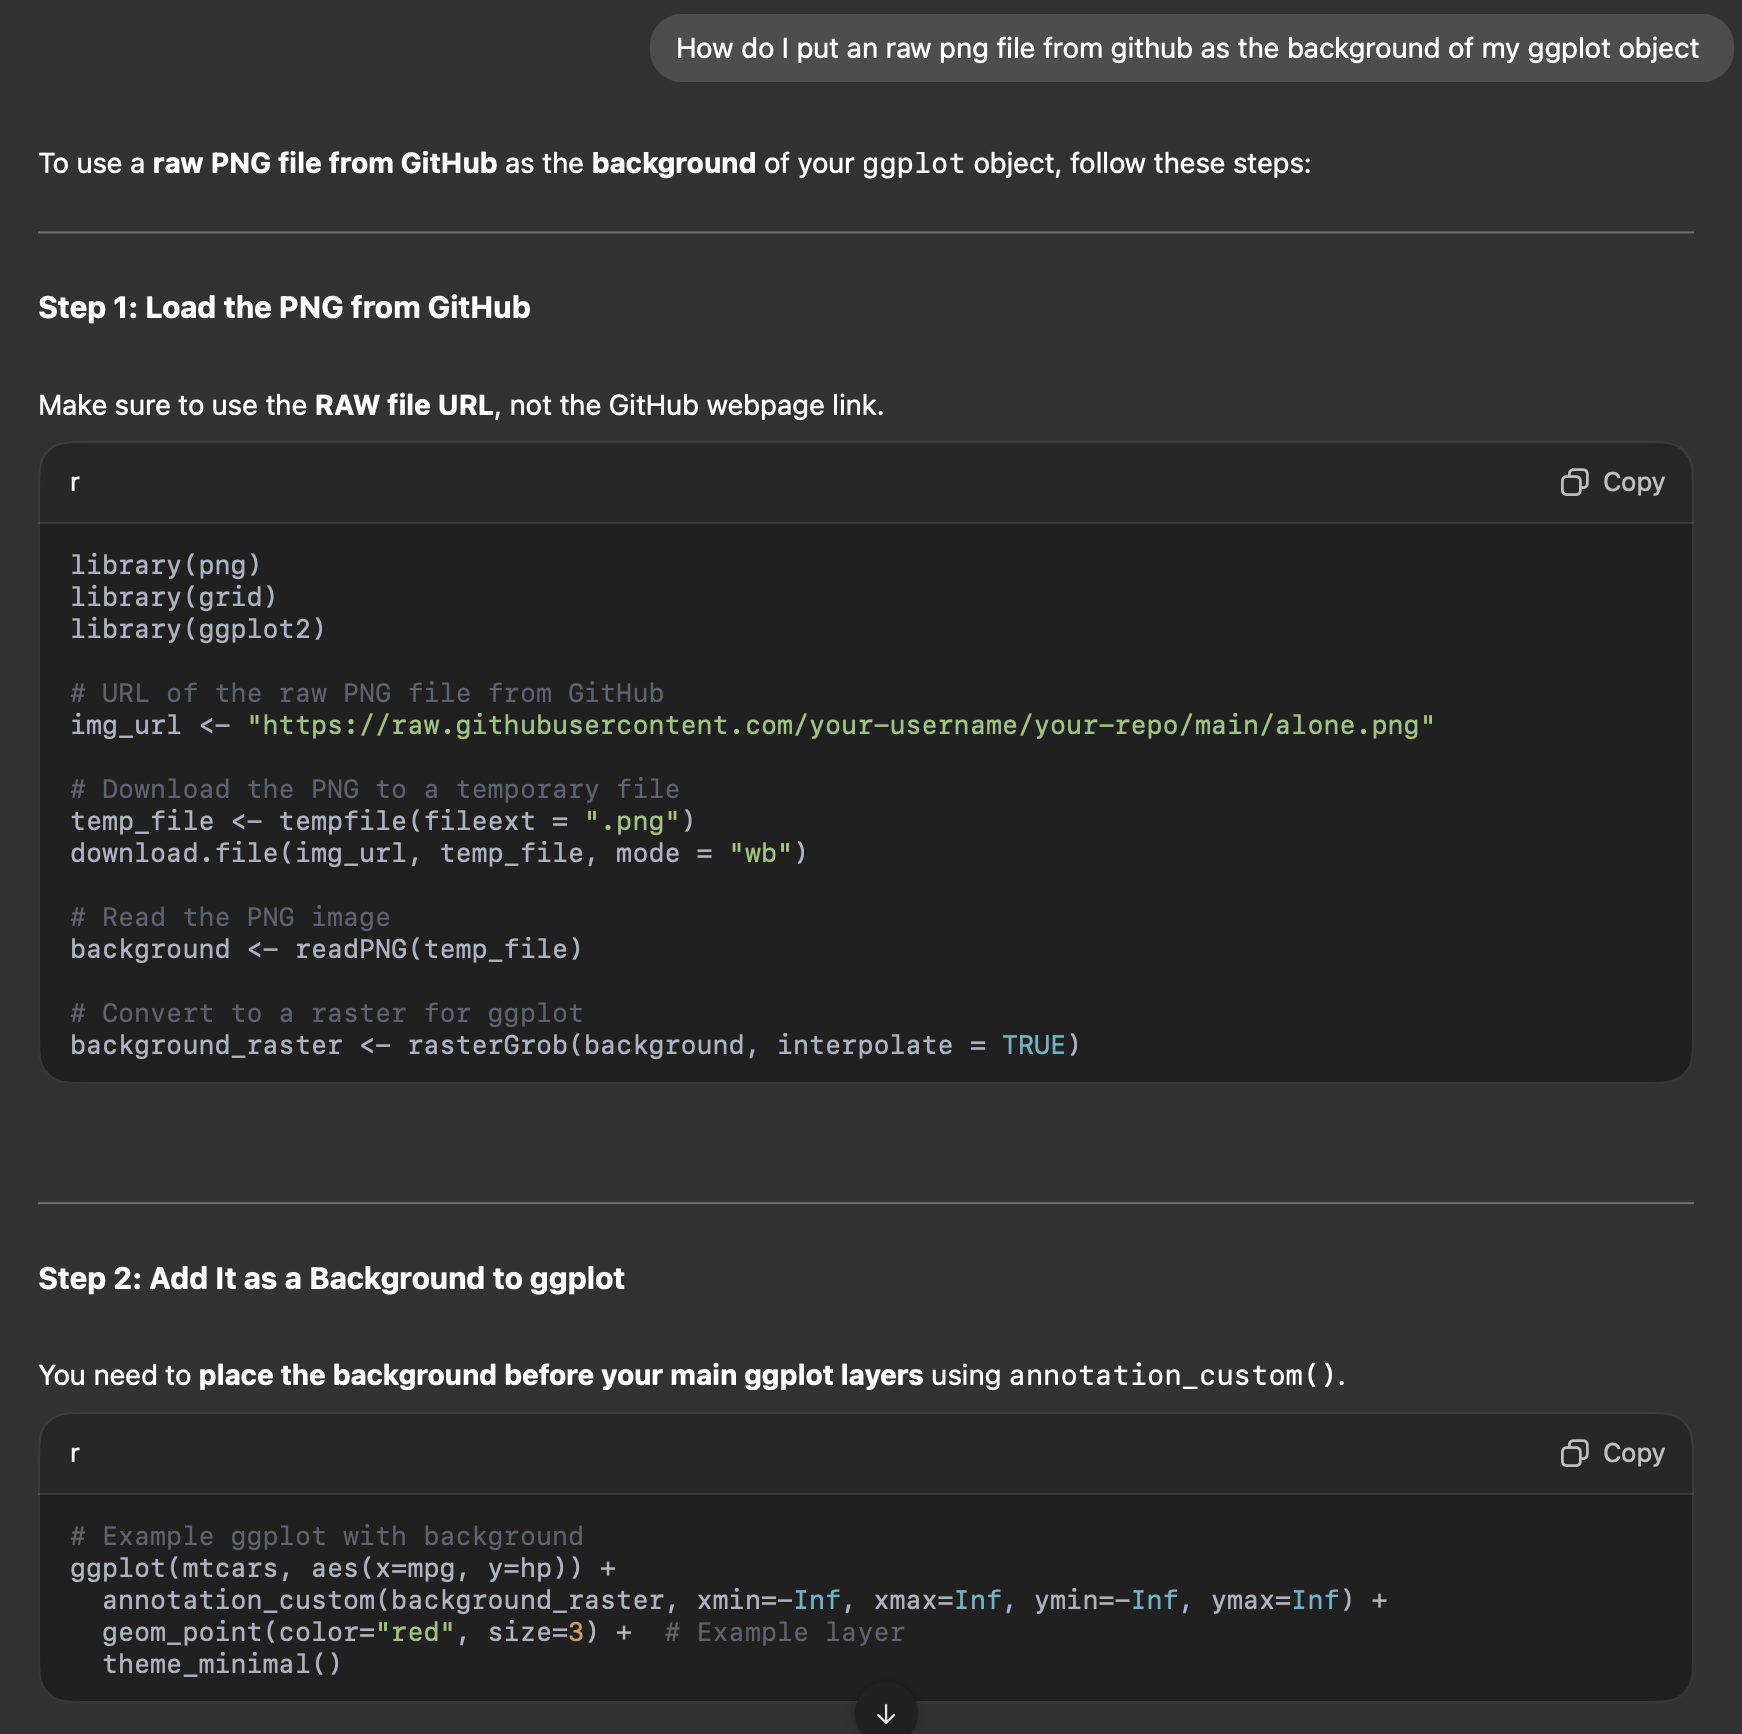 How do I put an raw png file from github as the background of my ggplot object
To use a raw PNG file from GitHub as the background of your ggplot object, follow these steps:
Step 1: Load the PNG from GitHub
Make sure to use the RAW file URL, not the GitHub webpage link.
r
Copy
library(png)
library(grid)
library(ggplot2)
# URL of the raw PNG file from GitHub
img_url <- "https://raw.githubusercontent.com/your-username/your-repo/main/alone.png"
# Download the PNG to a temporary file
temp_file <- tempfile(fileext = ".png")
download.file(img_url, temp_file, mode = "wb")
# Read the PNG image
background <- readPNG(temp_file)
# Convert to a raster for ggplot
background_raster <- rasterGrob(background, interpolate = TRUE)
Step 2: Add It as a Background to ggplot
You need to place the background before your main ggplot layers using annotation_custom().
r
Copy
# Example ggplot with background
ggplot(mtcars, aes(x=mpg, y=hp)) +
  annotation_custom(background_raster, xmin=-Inf, xmax=Inf, ymin=-Inf, ymax=Inf) +
  geom_point(color="red", size=3) +  # Example layer
  theme_minimal()